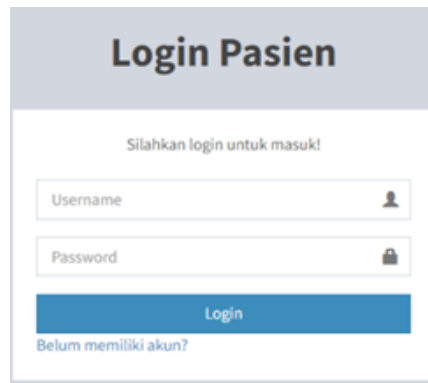 Login Pasien
Silahkan login untuk masuk!
Username
Password
Login
Belum memiliki akun?